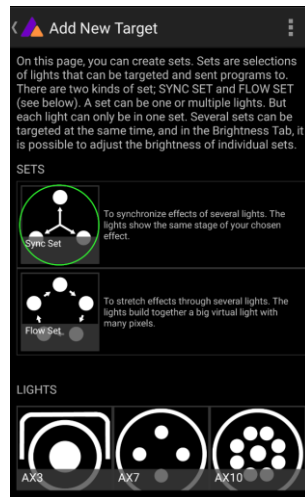 Add New Target
On this page, you can create sets. Sets are selections
of lights that can be targeted and sent programs to.
There are two kinds of set; SYNC SET and FLOW SET
(see below). A set can be one or multiple lights. But
each light can only be in one set. Several sets can be
targeted at the same time, and in the Brightness Tab, it
is possible to adjust the brightness of individual sets.
SETS
To synchronize effects of several lights. The
lights show the same stage of your chosen
effect.
Sync Set
To stretch effects through several lights. The
lights build together a big virtual light with
many pixels.
Flow Set
LIGHTS
AX3
AX7
AX10